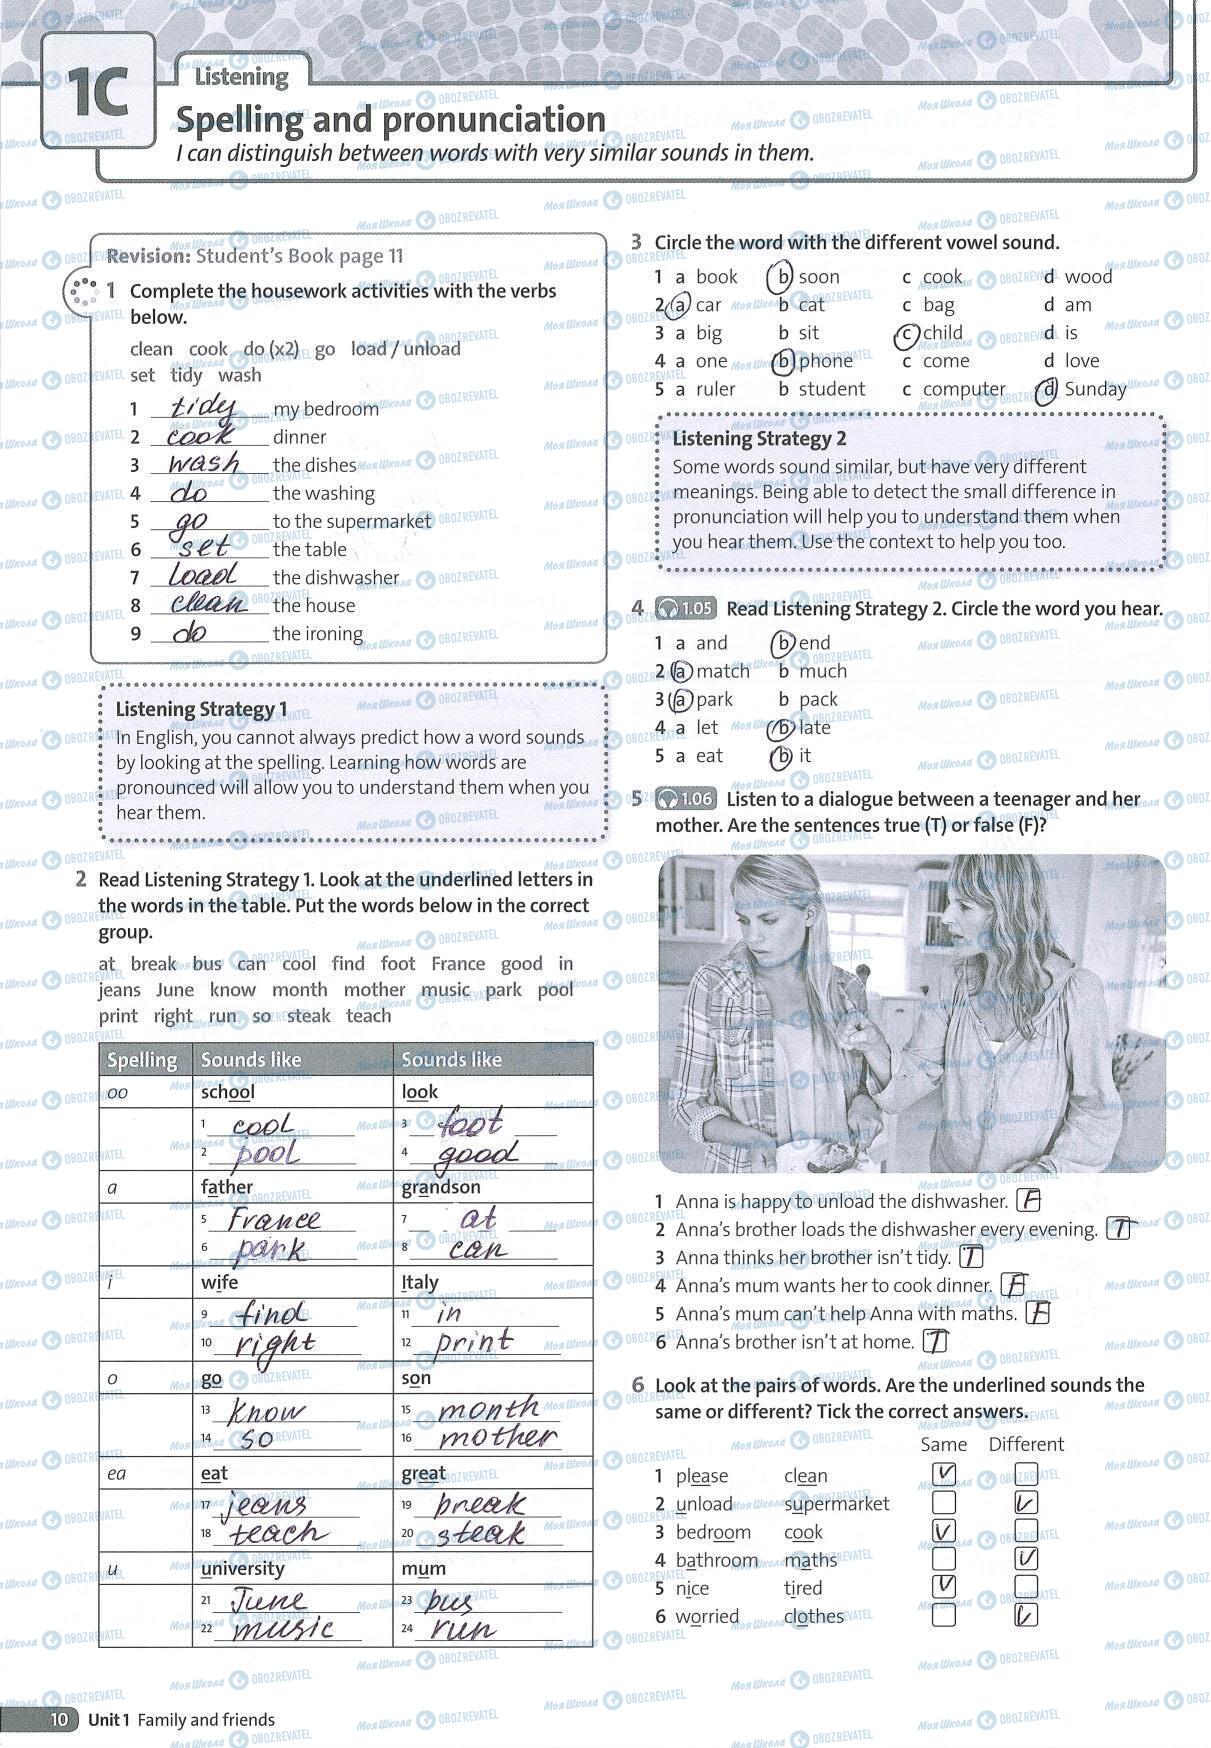 1C
Listening
Spelling and pronunciation
I can distinguish between words with very similar sounds in them.
Revision: Student's Book page 11
1 Complete the housework activities with the verbs
below.
clean cook do (x2) go load / unload
set tidy wash
1 tidy my bedroom
2 cook dinner
3 wash the dishes
4 do the washing
5 go to the supermarket
6 set the table
7 load the dishwasher
8 clean the house
9 do the ironing
Listening Strategy 1
In English, you cannot always predict how a word sounds
by looking at the spelling. Learning how words are
pronounced will allow you to understand them when you
hear them.
2 Read Listening Strategy 1. Look at the underlined letters in
the words in the table. Put the words below in the correct
group.
at break bus can cool find foot France good in
jeans June know month mother music park pool
print right run so steak teach
Spelling Sounds like Sounds like
oo school look
1 cool 3 foot
2 pool 4 good
a father grandson
5 France 7 at
6 park 8 can
i wife Italy
9 find 11 in
10 right 12 print
o go son
13 know 15 month
14 so 16 mother
ea eat great
17 jeans 19 break
18 teach 20 steak
u university mum
21 June 23 bus
22 music 24 run
3 Circle the word with the different vowel sound.
1 a book b soon c cook d wood
2 a car b cat c bag d am
3 a big b sit c child d is
4 a one b phone c come d love
5 a ruler b student c computer d Sunday
Listening Strategy 2
Some words sound similar, but have very different
meanings. Being able to detect the small difference in
pronunciation will help you to understand them when
you hear them. Use the context to help you too.
4 1.05 Read Listening Strategy 2. Circle the word you hear.
1 a and b end
2 a match b much
3 a park b pack
4 a let b late
5 a eat b it
5 1.06 Listen to a dialogue between a teenager and her
mother. Are the sentences true (T) or false (F)?
1 Anna is happy to unload the dishwasher. F
2 Anna's brother loads the dishwasher every evening. T
3 Anna thinks her brother isn't tidy. T
4 Anna's mum wants her to cook dinner. F
5 Anna's mum can't help Anna with maths. F
6 Anna's brother isn't at home. T
6 Look at the pairs of words. Are the underlined sounds the
same or different? Tick the correct answers.
Same Different
1 please clean
2 unload supermarket
3 bedroom cook
4 bathroom maths
5 nice tired
6 worried clothes
10 Unit 1 Family and friends
Моя Школа OBOZREVATEL